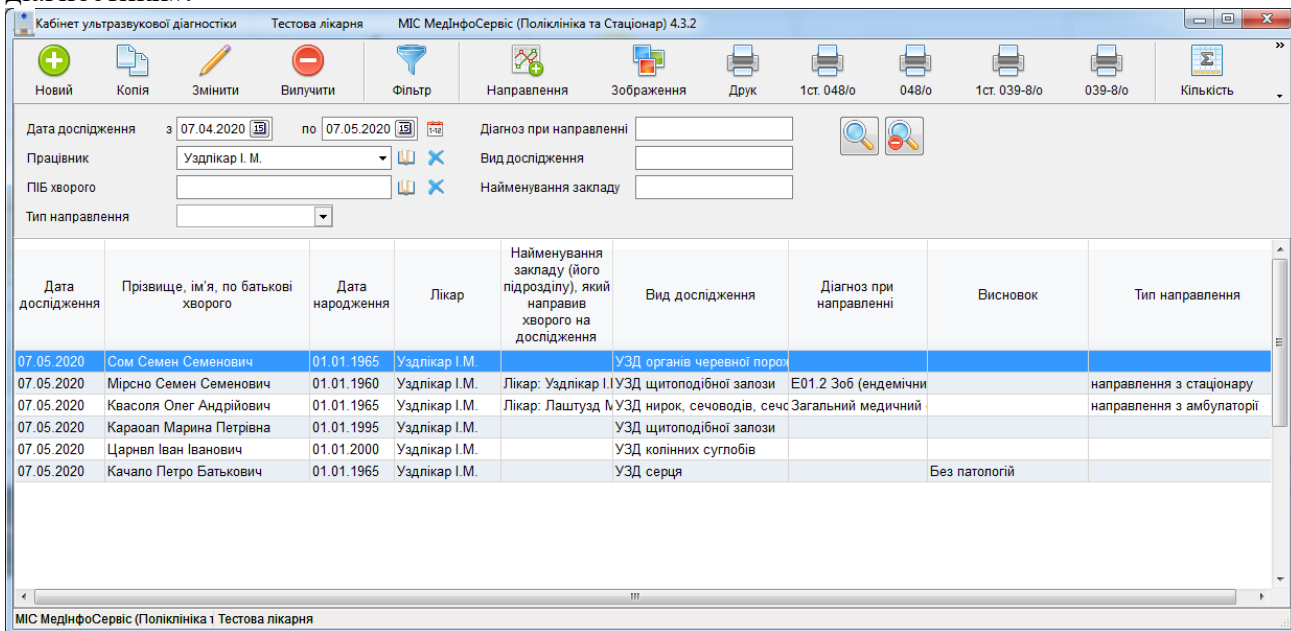 Кабінет ультразвукової діагностики Тестова лікарня МІС МедІнфоСервіс (Поліклініка та Стаціонар) 4.3.2
Новий Копія Змінити Вилучити Фільтр Направлення Зображення Друк 1ст. 048/о 048/о 1ст. 039-8/о 039-8/о Кількість
Дата дослідження з 07.04.2020 15 по 07.05.2020 15 1-12 Діагноз при направленні
Працівник Уздлікар І. М. Вид дослідження
ПІБ хворого Найменування закладу
Тип направлення
Дата дослідження Прізвище, ім'я, по батькові хворого Дата народження Лікар Найменування закладу (його підрозділу), який направив хворого на дослідження Вид дослідження Діагноз при направленні Висновок Тип направлення
07.05.2020 Сом Семен Семенович 01.01.1965 Уздлікар І.М. УЗД органів черевної порож
07.05.2020 Мірсно Семен Семенович 01.01.1960 Уздлікар І.М. Лікар: Уздлікар І. УЗД щитоподібної залози Е01.2 Зоб (ендемічни направлення з стаціонару
07.05.2020 Квасоля Олег Андрійович 01.01.1965 Уздлікар І.М. Лікар: Лаштузд М УЗД нирок, сечоводів, сечо Загальний медичний направлення з амбулаторії
07.05.2020 Караоап Марина Петрівна 01.01.1995 Уздлікар І.М. УЗД щитоподібної залози
07.05.2020 Царнвл Іван Іванович 01.01.2000 Уздлікар І.М. УЗД колінних суглобів
07.05.2020 Качало Петро Батькович 01.01.1965 Уздлікар І.М. УЗД серця Без патологій
МІС МедІнфоСервіс (Поліклініка т Тестова лікарня